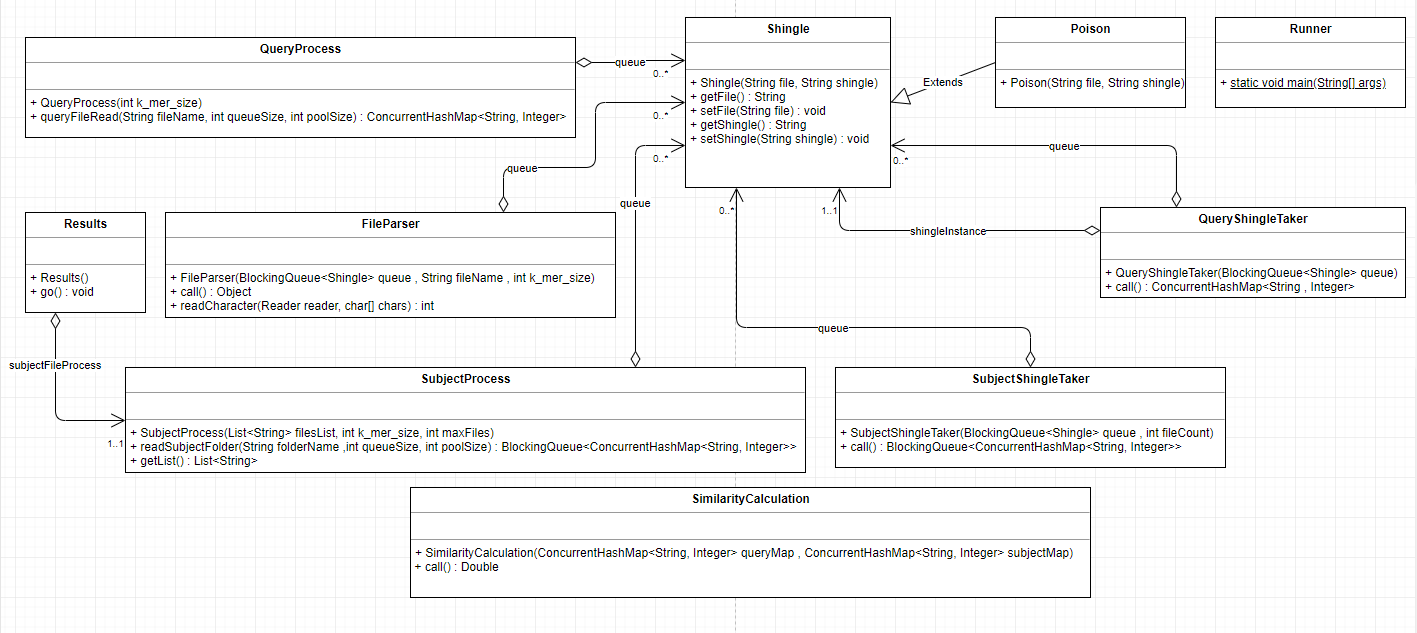 QueryProcess
+ QueryProcess(int k_mer_size)
+ queryFileRead(String fileName, int queueSize, int poolSize) : ConcurrentHashMap<String, Integer>
queue
0..*
Shingle
+ Shingle(String file, String shingle)
+ getFile() : String
+ setFile(String file) : void
+ getShingle() : String
+ setShingle(String shingle) : void
Extends
Poison
+ Poison(String file, String shingle)
Runner
+ static void main(String[] args)
0..*
queue
0..*
queue
queue
0..*
0..*
1..1
shingleInstance
QueryShingleTaker
+ QueryShingleTaker(BlockingQueue<Shingle> queue)
+ call() : ConcurrentHashMap<String , Integer>
Results
+ Results()
+ go() : void
FileParser
+ FileParser(BlockingQueue<Shingle> queue , String fileName , int k_mer_size)
+ call() : Object
+ readCharacter(Reader reader, char[] chars) : int
queue
subjectFileProcess
1..1
SubjectProcess
+ SubjectProcess(List<String> filesList, int k_mer_size, int maxFiles)
+ readSubjectFolder(String folderName ,int queueSize, int poolSize) : BlockingQueue<ConcurrentHashMap<String, Integer>>
+ getList() : List<String>
SubjectShingleTaker
+ SubjectShingleTaker(BlockingQueue<Shingle> queue , int fileCount)
+ call() : BlockingQueue<ConcurrentHashMap<String, Integer>>
SimilarityCalculation
+ SimilarityCalculation(ConcurrentHashMap<String, Integer> queryMap , ConcurrentHashMap<String, Integer> subjectMap)
+ call() : Double